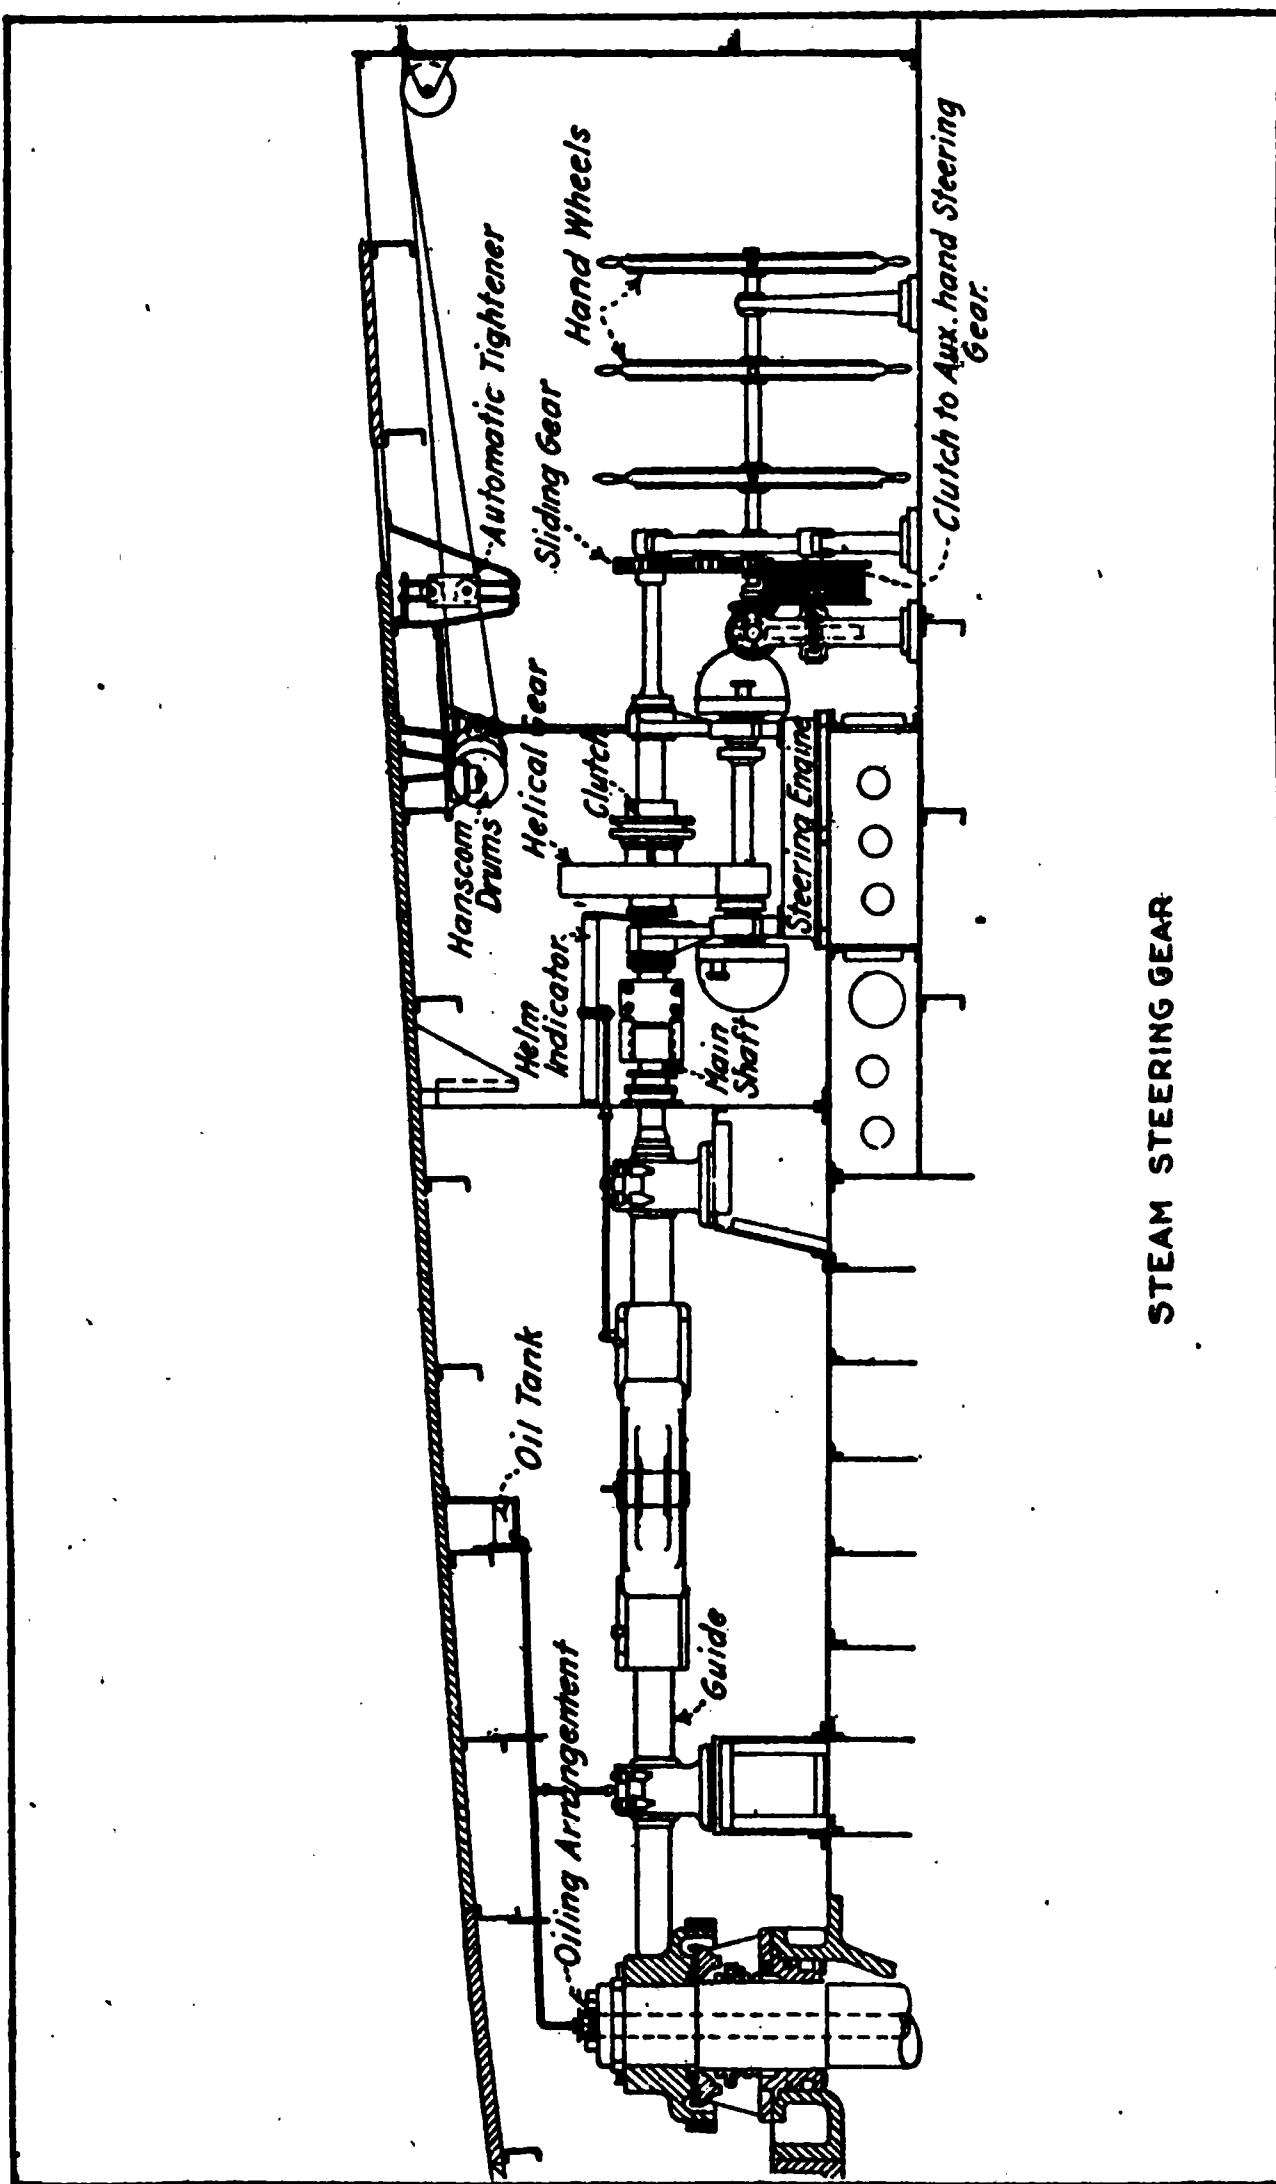 Automatic Tightener
Hand Wheels
Sliding Gear
Clutch to Aux. hand Steering
Gear.
Hanscom
Drums
Helical Gear
Clutch
Steering Engine
Helm
Indicator
Main
Shaft
Oil Tank
Oiling Arrangement
Guide
STEAM STEERING GEAR